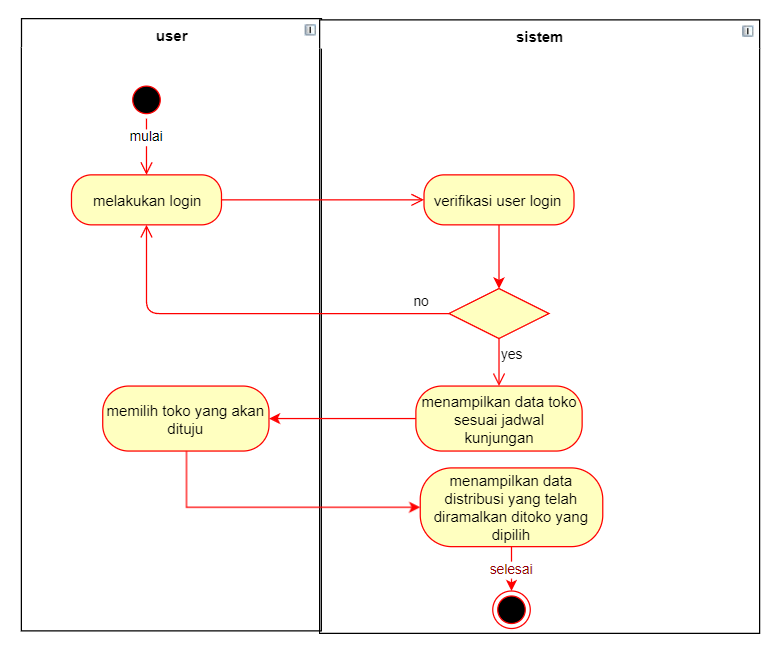 user
sistem
mulai
melakukan login
verifikasi user login
no
yes
memilih toko yang akan
dituju
menampilkan data toko
sesuai jadwal
kunjungan
menampilkan data
distribusi yang telah
diramalkan ditoko yang
dipilih
selesai